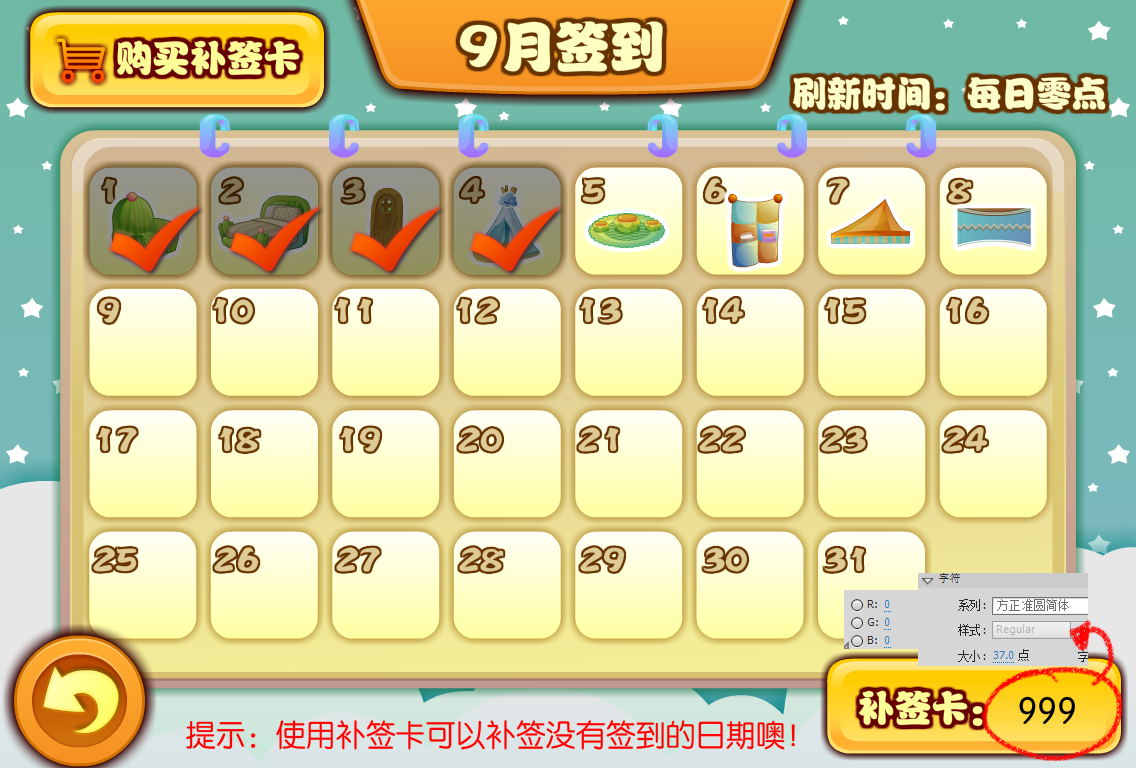 购买补签卡
9月签到
刷新时间：每日零点
1 2 3 4 5 6 7 8
9 10 11 12 13 14 15 16
17 18 19 20 21 22 23 24
25 26 27 28 29 30 31
字符
R: 0
系列: 方正准圆简体
G: 0
样式: Regular
B: 0
大小: 37.0 点
字
补签卡: 999
提示：使用补签卡可以补签没有签到的日期噢！